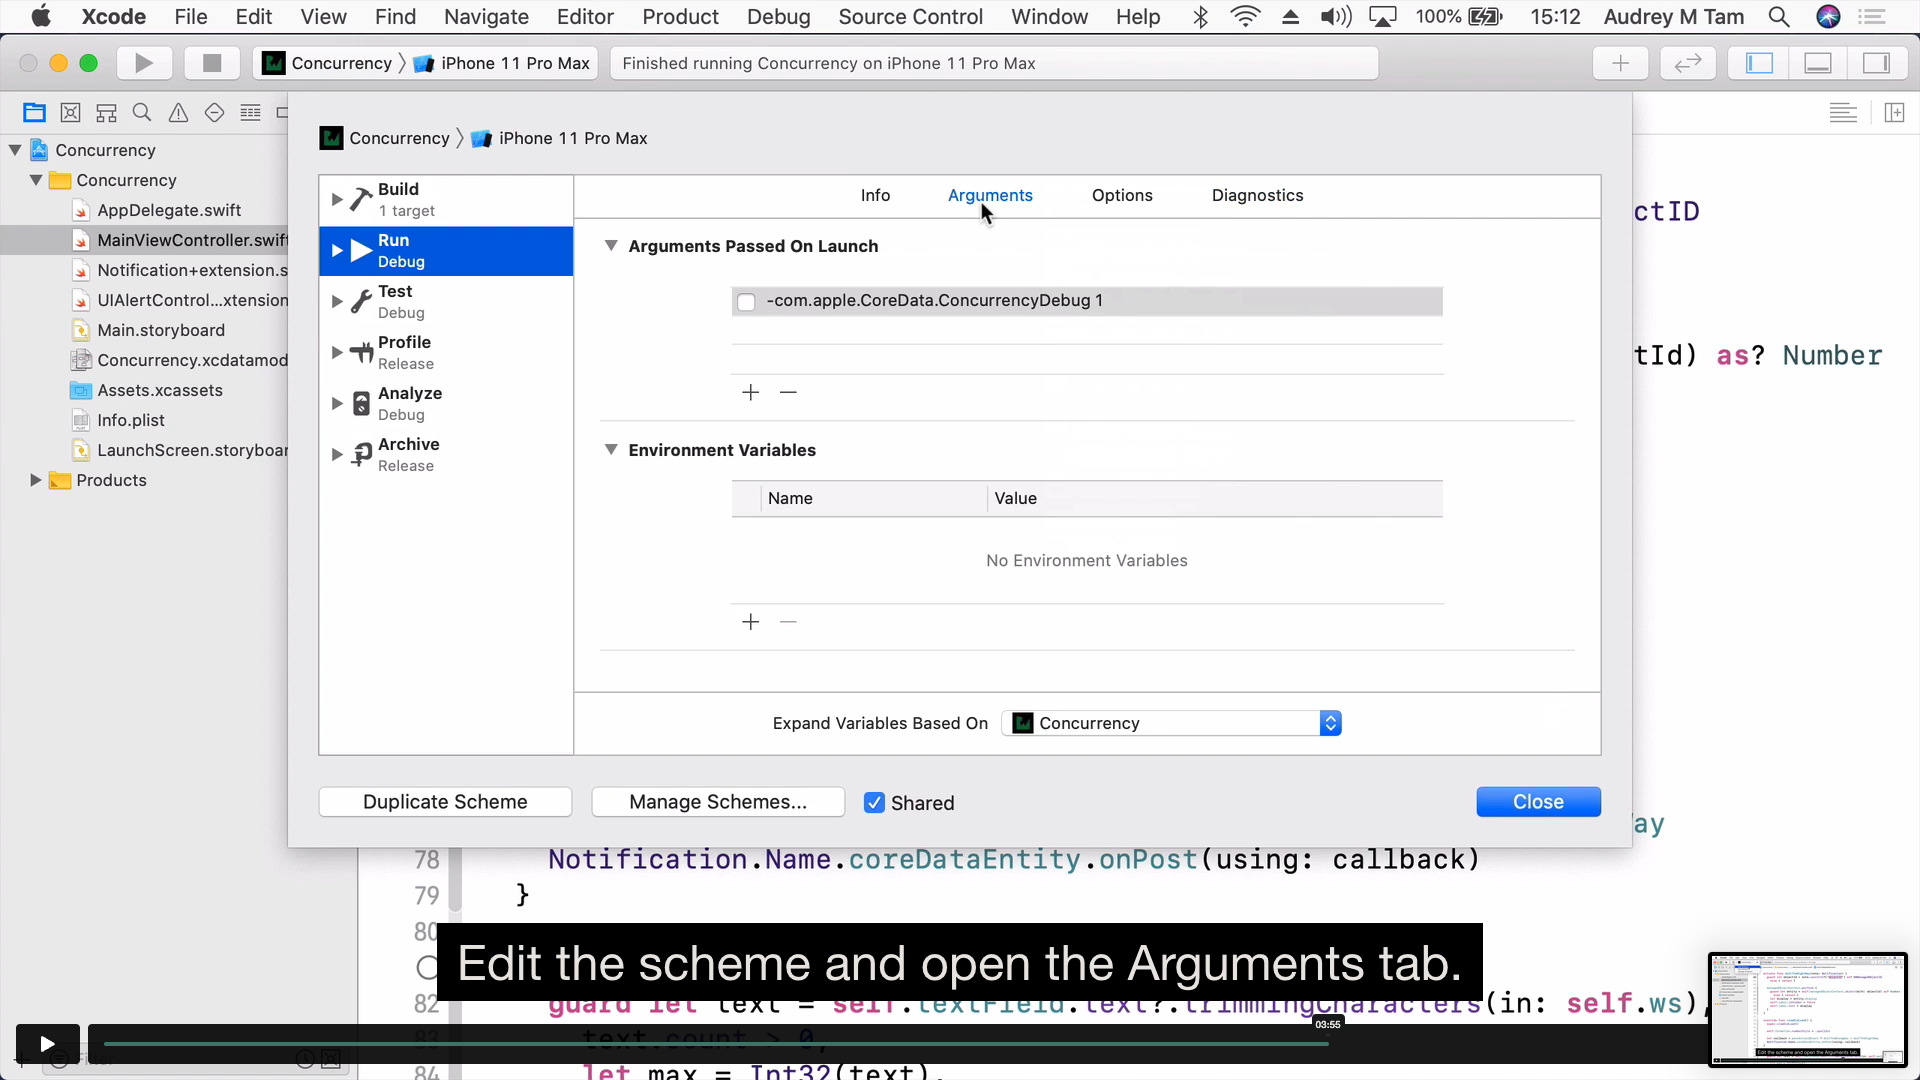 Xcode File Edit View Find Navigate Editor Product Debug Source Control Window Help 100% 15:12 Audrey M Tam
Concurrency iPhone 11 Pro Max Finished running Concurrency on iPhone 11 Pro Max
Concurrency iPhone 11 Pro Max
Concurrency
Concurrency
AppDelegate.swift
MainViewController.swift
Notification+extension.s
UIAlertControl...xtension
Main.storyboard
Concurrency.xcdatamod
Assets.xcassets
Info.plist
LaunchScreen.storyboar
Products
Build
1 target
Run
Debug
Test
Debug
Profile
Release
Analyze
Debug
Archive
Release
Info Arguments Options Diagnostics
Arguments Passed On Launch
-com.apple.CoreData.ConcurrencyDebug 1
+ −
Environment Variables
Name Value
No Environment Variables
+ −
Expand Variables Based On Concurrency
Duplicate Scheme Manage Schemes... Shared Close
ctID
tId) as? Number
ay
78 Notification.Name.coreDataEntity.onPost(using: callback)
79 }
80
Edit the scheme and open the Arguments tab.
82 guard let text = self.textField.text?.trimmingCharacters(in: self.ws),
03:55
83 text.count > 0,
84 let max = Int32(text),
Filter